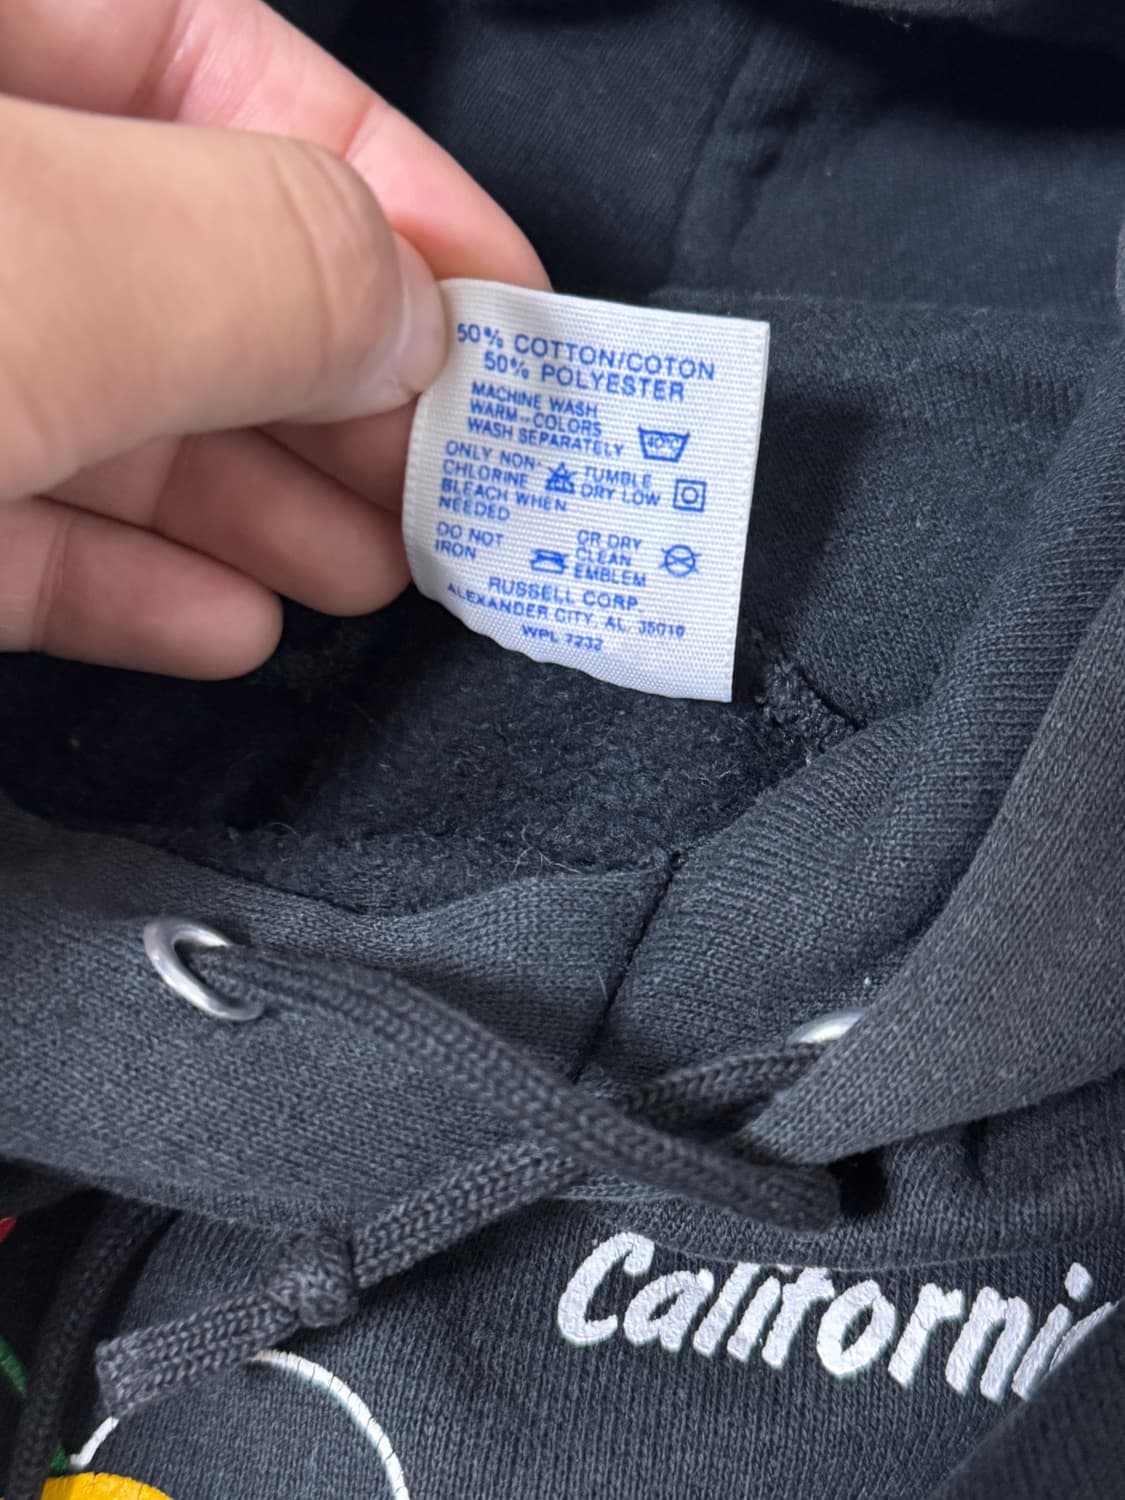 50% COTTON/COTON
50% POLYESTER
MACHINE WASH
WARM--COLORS
WASH SEPARATELY
40°C
ONLY NON-
CHLORINE
BLEACH WHEN
NEEDED
TUMBLE
DRY LOW
DO NOT
IRON
OR DRY
CLEAN
EMBLEM
RUSSELL CORP
ALEXANDER CITY, AL. 35010
WPL 7232
Californi